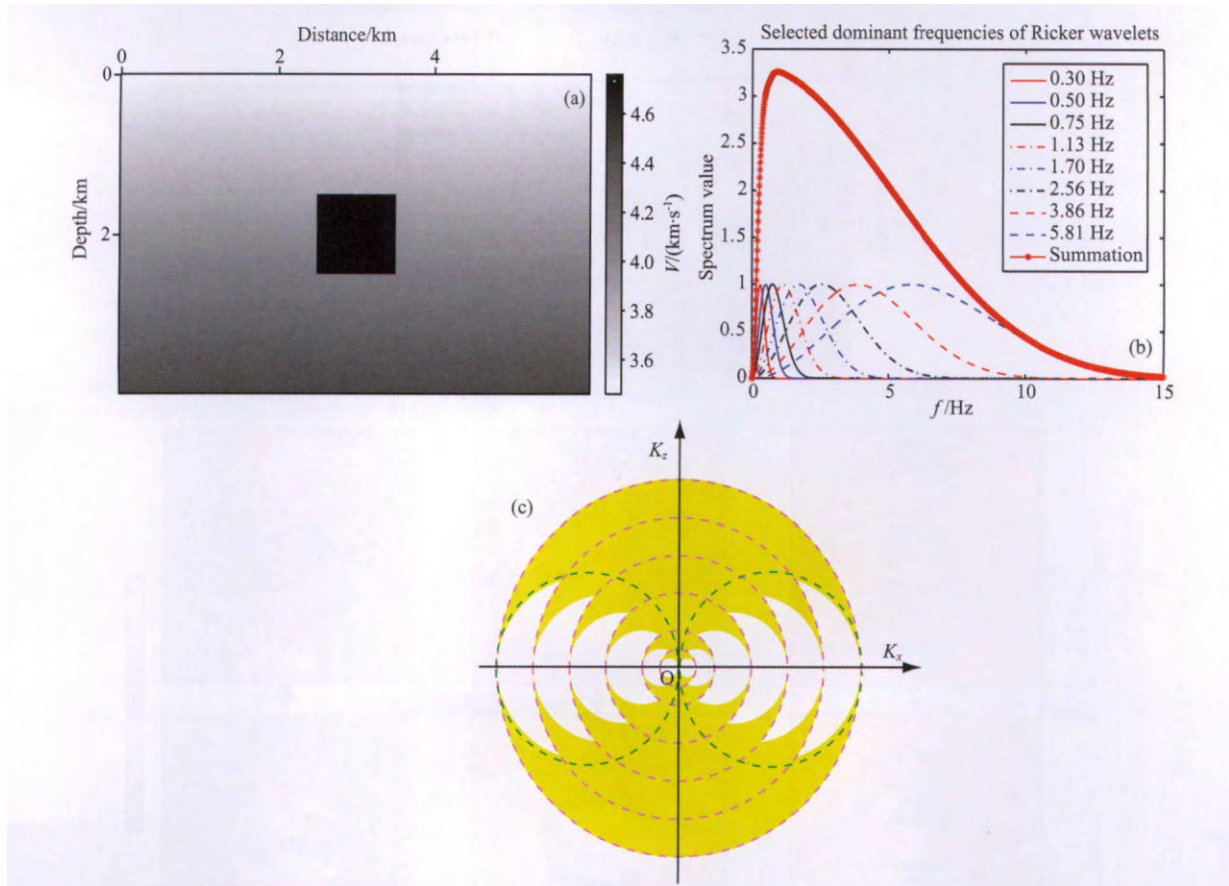 Distance/km
0
2
4
0
2
Depth/km
(a)
4.6
4.4
4.2
4.0
3.8
3.6
V/(km·s⁻¹)
Selected dominant frequencies of Ricker wavelets
3.5
3
2.5
2
1.5
1
0.5
0
Spectrum value
0
5
10
15
f/Hz
0.30 Hz
0.50 Hz
0.75 Hz
1.13 Hz
1.70 Hz
2.56 Hz
3.86 Hz
5.81 Hz
Summation
(b)
(c)
Kz
Kx
O